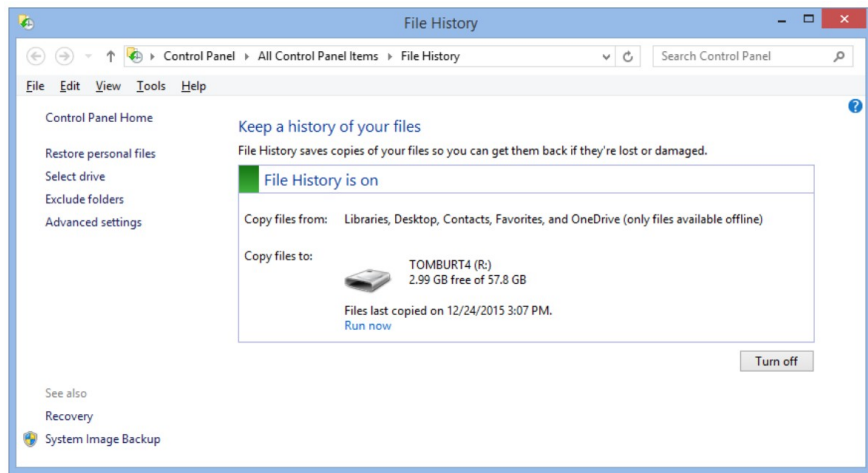 File History
Control Panel ▸ All Control Panel Items ▸ File History
Search Control Panel
File Edit View Tools Help
Control Panel Home
Restore personal files
Select drive
Exclude folders
Advanced settings
Keep a history of your files
File History saves copies of your files so you can get them back if they're lost or damaged.
File History is on
Copy files from: Libraries, Desktop, Contacts, Favorites, and OneDrive (only files available offline)
Copy files to:
TOMBURT4 (R:)
2.99 GB free of 57.8 GB
Files last copied on 12/24/2015 3:07 PM.
Run now
Turn off
See also
Recovery
System Image Backup